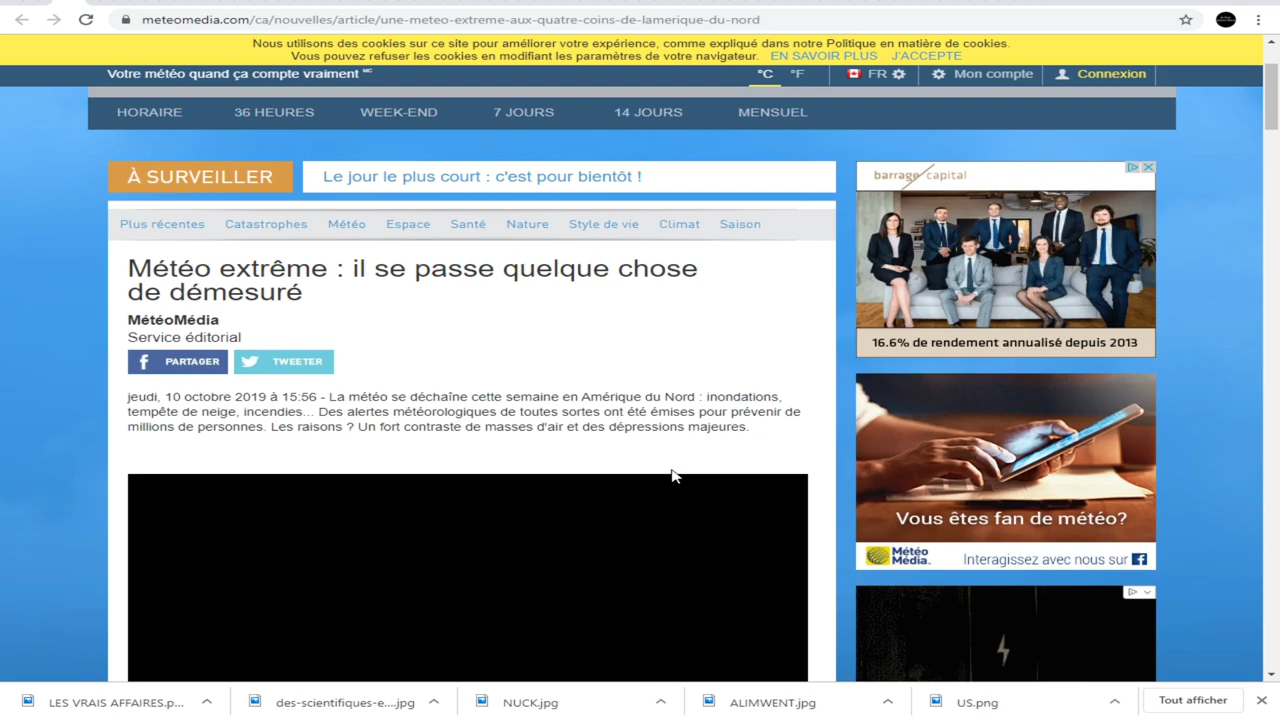 meteomedia.com/ca/nouvelles/article/une-meteo-extreme-aux-quatre-coins-de-lamerique-du-nord
Nous utilisons des cookies sur ce site pour améliorer votre expérience, comme expliqué dans notre Politique en matière de cookies.
Vous pouvez refuser les cookies en modifiant les paramètres de votre navigateur. EN SAVOIR PLUS J'ACCEPTE
Votre météo quand ça compte vraiment MC
°C °F FR Mon compte Connexion
HORAIRE 36 HEURES WEEK-END 7 JOURS 14 JOURS MENSUEL
À SURVEILLER Le jour le plus court : c'est pour bientôt !
Plus récentes Catastrophes Météo Espace Santé Nature Style de vie Climat Saison
Météo extrême : il se passe quelque chose
de démesuré
MétéoMédia
Service éditorial
PARTAGER TWEETER
jeudi, 10 octobre 2019 à 15:56 - La météo se déchaîne cette semaine en Amérique du Nord : inondations,
tempête de neige, incendies... Des alertes météorologiques de toutes sortes ont été émises pour prévenir de
millions de personnes. Les raisons ? Un fort contraste de masses d'air et des dépressions majeures.
barrage capital
16.6% de rendement annualisé depuis 2013
Vous êtes fan de météo?
Météo
Média
Interagissez avec nous sur
LES VRAIS AFFAIRES.p... des-scientifiques-e....jpg NUCK.jpg ALIMWENT.jpg US.png Tout afficher